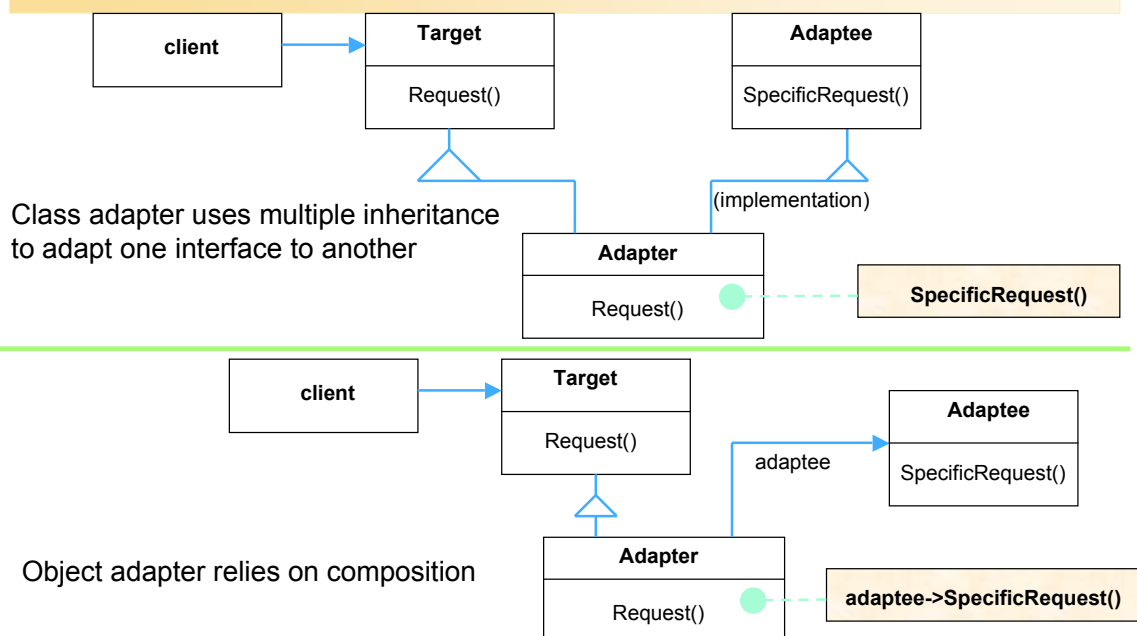 client
Target
Request()
Adaptee
SpecificRequest()
(implementation)
Class adapter uses multiple inheritance
to adapt one interface to another
Adapter
Request()
SpecificRequest()
client
Target
Request()
Adaptee
SpecificRequest()
adaptee
Object adapter relies on composition
Adapter
Request()
adaptee->SpecificRequest()